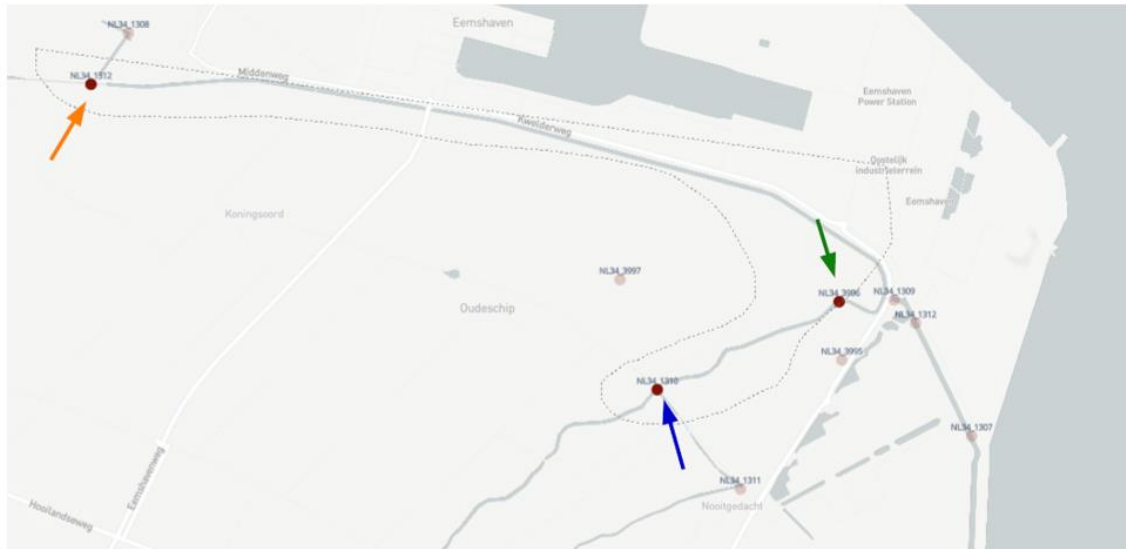 NL34_1308
Eemshaven
NL34_1312
Middenweg
Eemshaven
Power Station
Kwelderweg
Oostelijk
industrieterrein
Eemshaven
Koningsoord
NL34_3997
NL34_3996
NL34_1309
Oudeschip
NL34_1312
NL34_3995
NL34_1310
NL34_1307
Eemshavenweg
NL34_1311
Nooitgedacht
Hooilandseweg